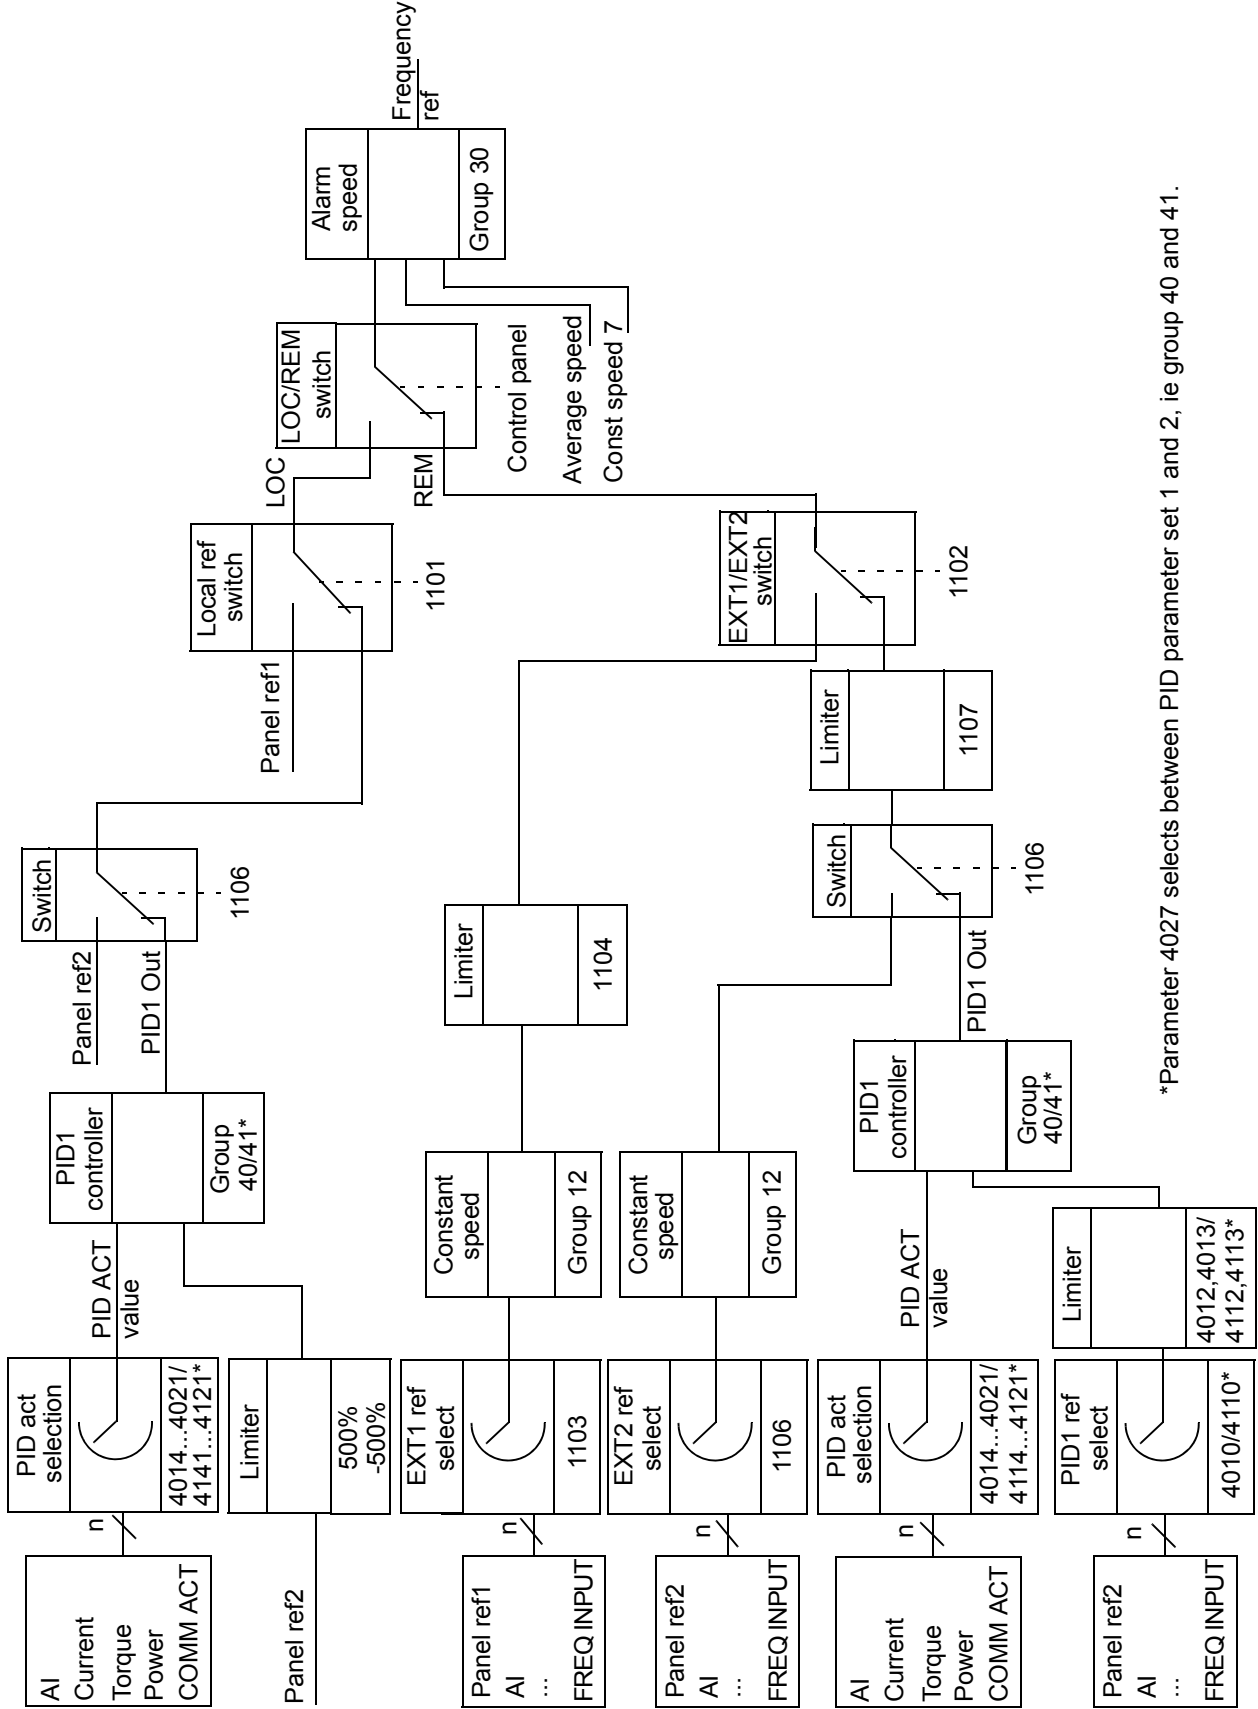 AI
Current
Torque
Power
COMM ACT
n
PID act
selection
4014...4021/
4141...4121*
PID ACT
value
Panel ref2
Limiter
500%
-500%
PID1
controller
Group
40/41*
Panel ref2
PID1 Out
Switch
1106
Panel ref1
Local ref
switch
1101
LOC
REM
LOC/REM
switch
Control panel
Average speed
Const speed 7
Alarm
speed
Group 30
Frequency
ref
Panel ref1
AI
...
FREQ INPUT
n
EXT1 ref
select
1103
Constant
speed
Group 12
Limiter
1104
EXT1/EXT2
switch
1102
Panel ref2
AI
...
FREQ INPUT
n
EXT2 ref
select
1106
Constant
speed
Group 12
Switch
1106
Limiter
1107
AI
Current
Torque
Power
COMM ACT
n
PID act
selection
4014...4021/
4114...4121*
PID ACT
value
PID1
controller
Group
40/41*
PID1 Out
Panel ref2
AI
...
FREQ INPUT
n
PID1 ref
select
4010/4110*
Limiter
4012,4013/
4112,4113*
*Parameter 4027 selects between PID parameter set 1 and 2, ie group 40 and 41.